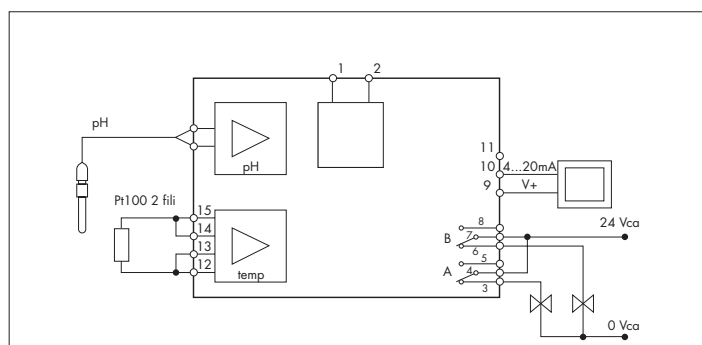 1 2
pH
pH
11
10 4...20mA
9 V+
Pt100 2 fili
15
14
13
12
temp
8
B 7
6
24 Vca
5
A 4
3
0 Vca